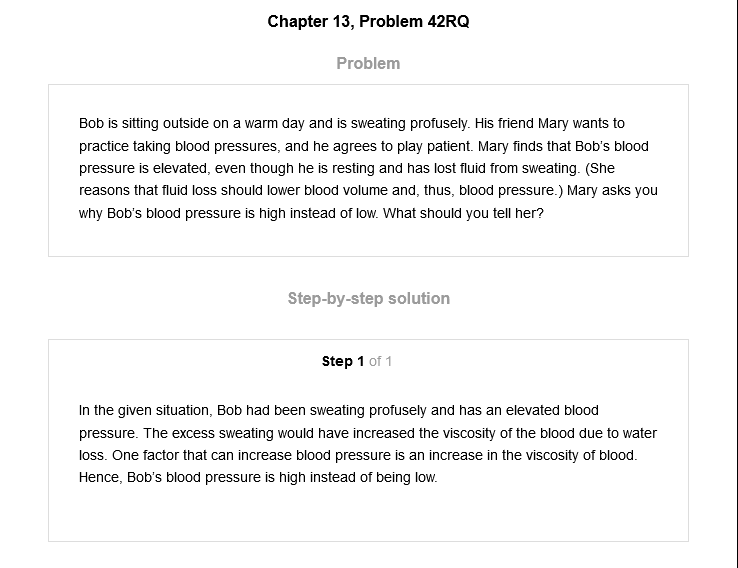 Chapter 13, Problem 42RQ
Problem
Bob is sitting outside on a warm day and is sweating profusely. His friend Mary wants to
practice taking blood pressures, and he agrees to play patient. Mary finds that Bob's blood
pressure is elevated, even though he is resting and has lost fluid from sweating. (She
reasons that fluid loss should lower blood volume and, thus, blood pressure.) Mary asks you
why Bob's blood pressure is high instead of low. What should you tell her?
Step-by-step solution
Step 1 of 1
In the given situation, Bob had been sweating profusely and has an elevated blood
pressure. The excess sweating would have increased the viscosity of the blood due to water
loss. One factor that can increase blood pressure is an increase in the viscosity of blood.
Hence, Bob's blood pressure is high instead of being low.